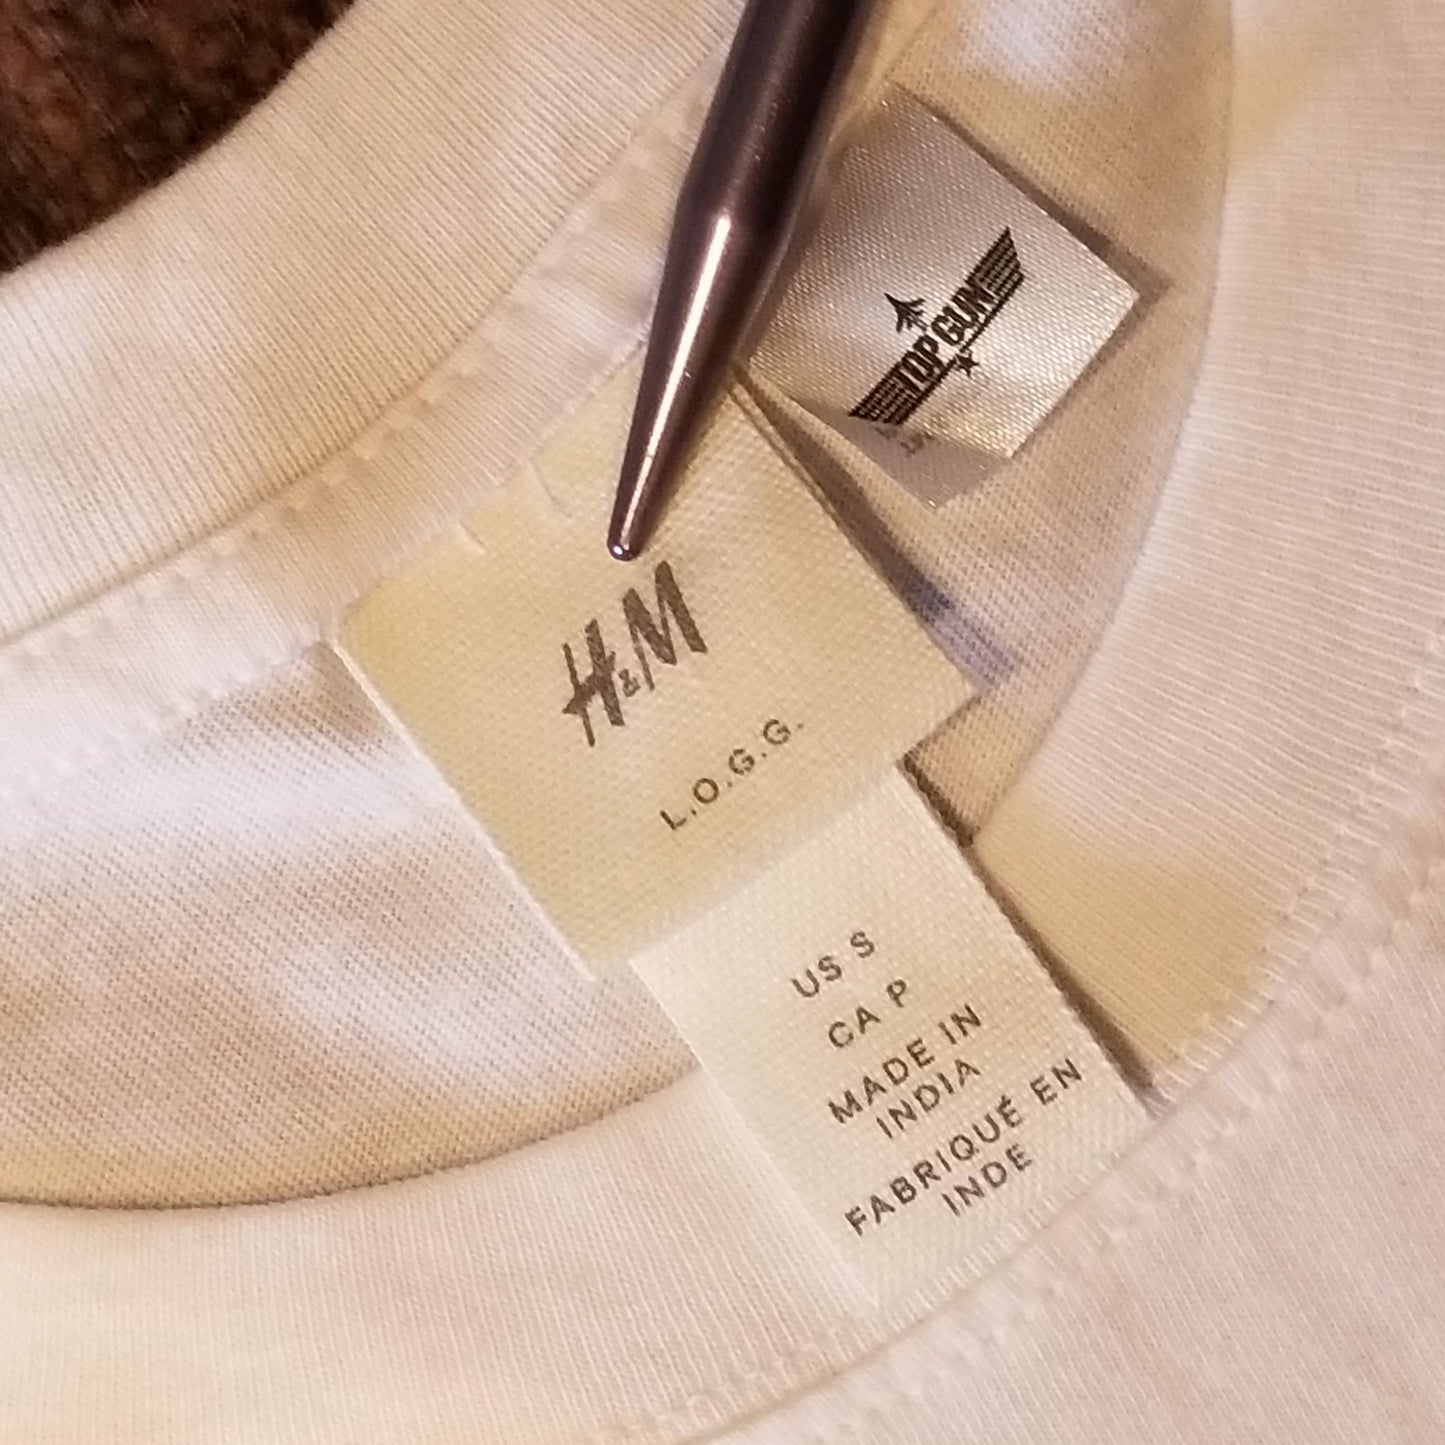 TOP GUN
H&M
L.O.G.G.
US S
CA P
MADE IN
INDIA
FABRIQUÉ EN
INDE